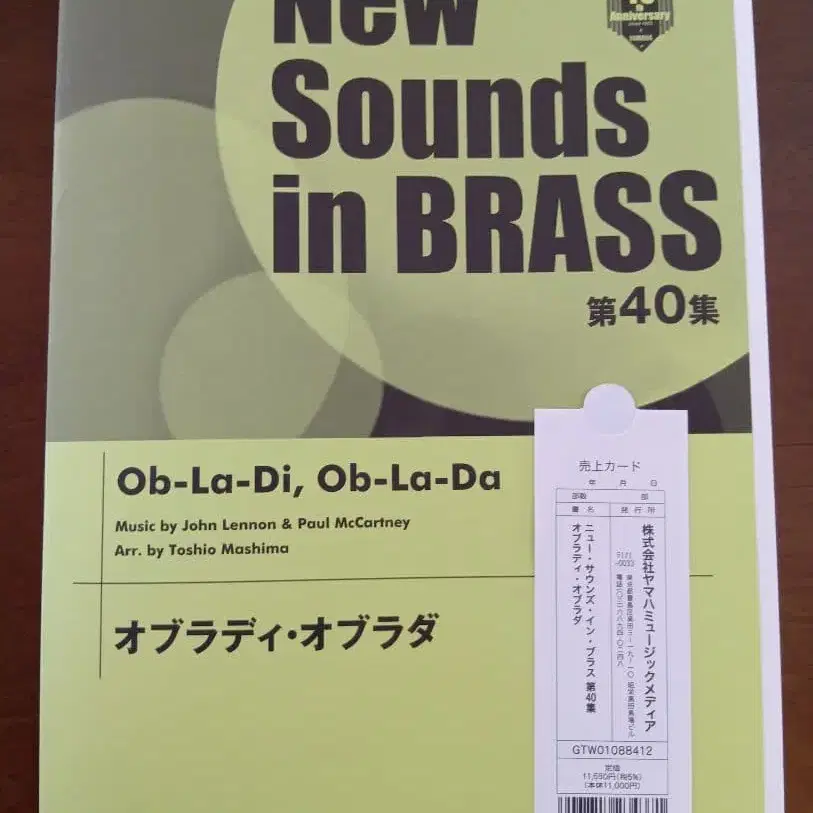 New
Sounds
in BRASS
Anniversary
YAMAHA
第40集
Ob-La-Di, Ob-La-Da
Music by John Lennon & Paul McCartney
Arr. by Toshio Mashima
オブラディ・オブラダ
売上カード
年 月 日
部数 部
書名 発行所
株式会社ヤマハミュージックメディア
ニュー・サウンズ・イン・ブラス 第40集
オブラディ・オブラダ
GTW01088412
定価
11,550円(税5%)
(本体11,000円)